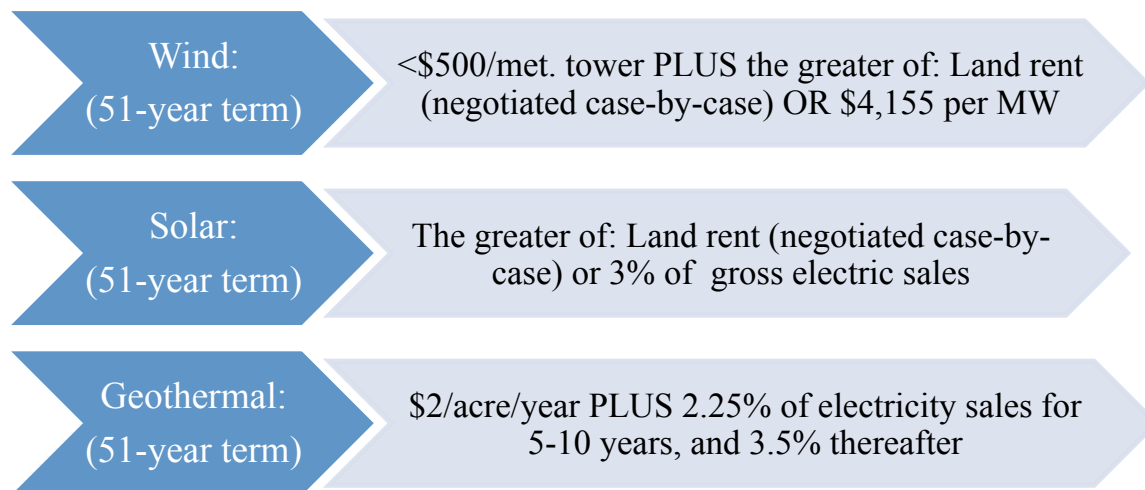 Wind:
(51-year term)
<$500/met. tower PLUS the greater of: Land rent
(negotiated case-by-case) OR $4,155 per MW
Solar:
(51-year term)
The greater of: Land rent (negotiated case-by-
case) or 3% of  gross electric sales
Geothermal:
(51-year term)
$2/acre/year PLUS 2.25% of electricity sales for
5-10 years, and 3.5% thereafter